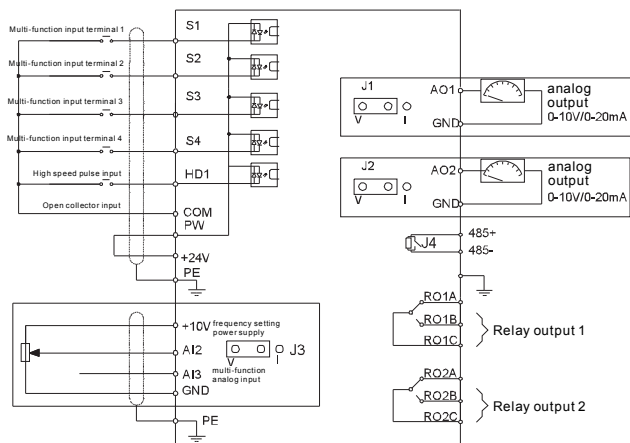 Multi-function input terminal 1
S1
Multi-function input terminal 2
S2
Multi-function input terminal 3
S3
Multi-function input terminal 4
S4
High speed pulse input
HD1
Open collector input
COM
PW
+24V
PE
J1
V
I
AO1
GND
analog
output
0-10V/0-20mA
J2
V
I
AO2
GND
analog
output
0-10V/0-20mA
J4
485+
485-
+10V
frequency setting
power supply
AI2
V
I
J3
multi-function
analog input
AI3
GND
PE
RO1A
RO1B
RO1C
Relay output 1
RO2A
RO2B
RO2C
Relay output 2